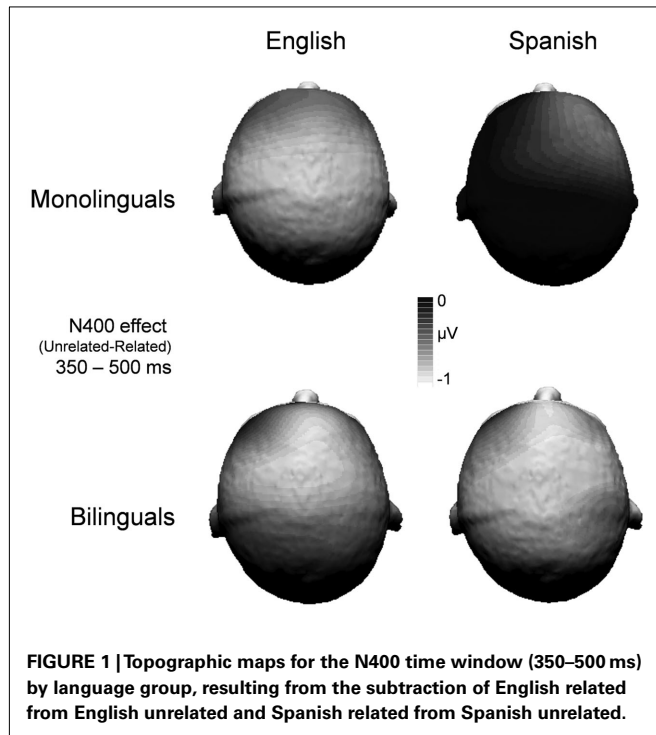 English Spanish
Monolinguals
N400 effect
(Unrelated-Related)
350 – 500 ms
0
µV
-1
Bilinguals
FIGURE 1 | Topographic maps for the N400 time window (350–500 ms)
by language group, resulting from the subtraction of English related
from English unrelated and Spanish related from Spanish unrelated.